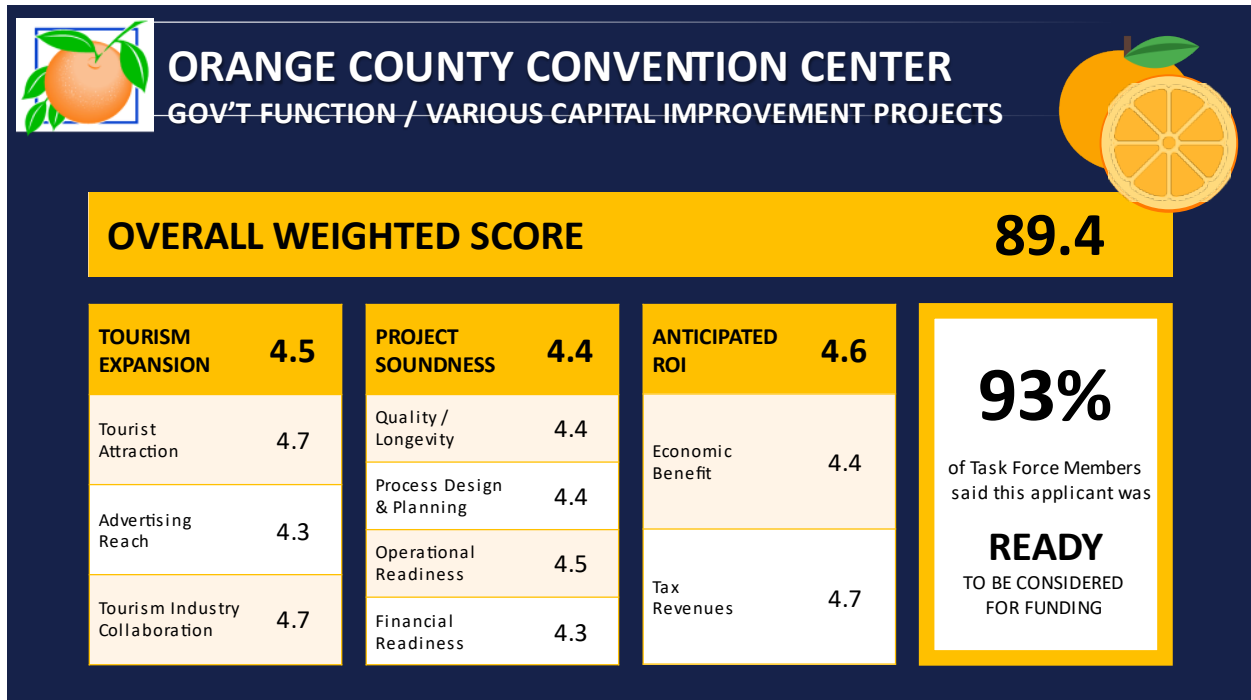 ORANGE COUNTY CONVENTION CENTER
GOV'T FUNCTION / VARIOUS CAPITAL IMPROVEMENT PROJECTS
OVERALL WEIGHTED SCORE 89.4
TOURISM
EXPANSION
4.5
Tourist
Attraction
4.7
Advertising
Reach
4.3
Tourism Industry
Collaboration
4.7
PROJECT
SOUNDNESS
4.4
Quality /
Longevity
4.4
Process Design
& Planning
4.4
Operational
Readiness
4.5
Financial
Readiness
4.3
ANTICIPATED
ROI
4.6
Economic
Benefit
4.4
Tax
Revenues
4.7
93%
of Task Force Members
said this applicant was
READY
TO BE CONSIDERED
FOR FUNDING